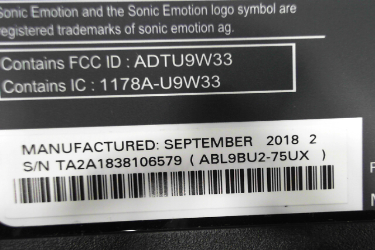 Sonic Emotion and the Sonic Emotion logo symbol are
registered trademarks of sonic emotion ag.
Contains FCC ID : ADTU9W33
Contains IC : 1178A-U9W33
MANUFACTURED: SEPTEMBER 2018 2
S/N TA2A1838106579 ( ABL9BU2-75UX )